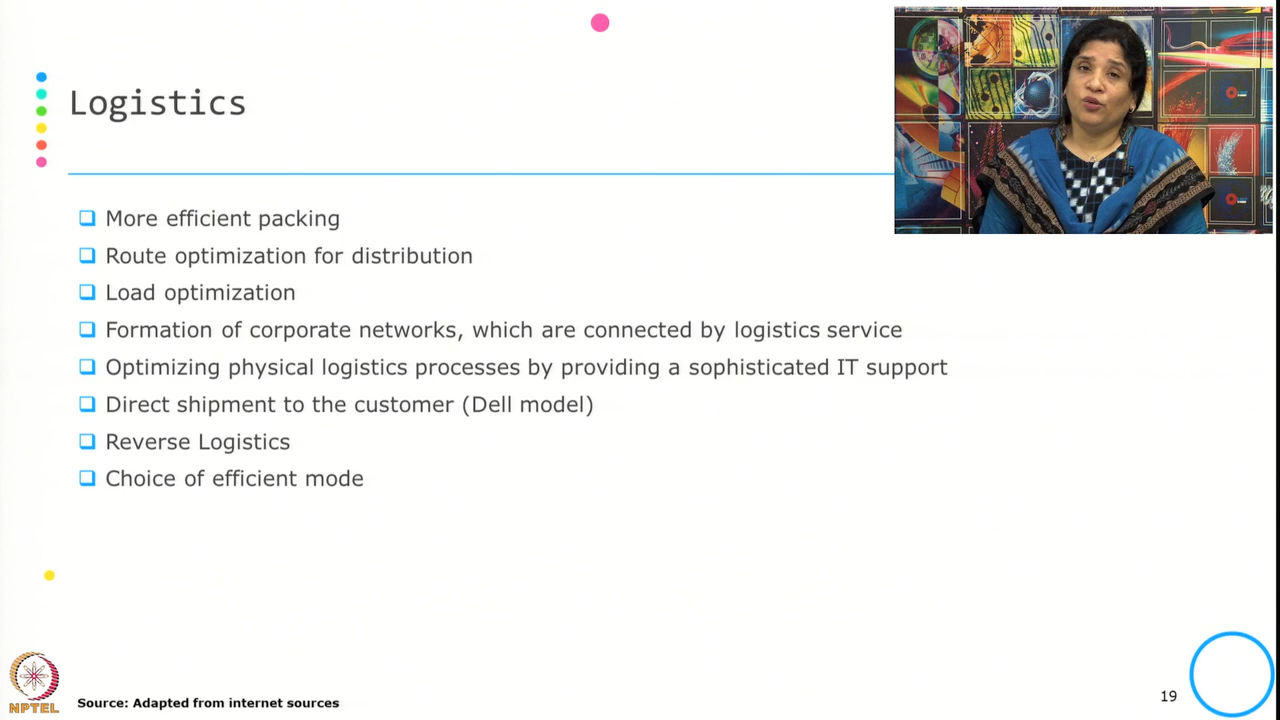 Logistics
More efficient packing
Route optimization for distribution
Load optimization
Formation of corporate networks, which are connected by logistics service
Optimizing physical logistics processes by providing a sophisticated IT support
Direct shipment to the customer (Dell model)
Reverse Logistics
Choice of efficient mode
NPTEL
Source: Adapted from internet sources
19